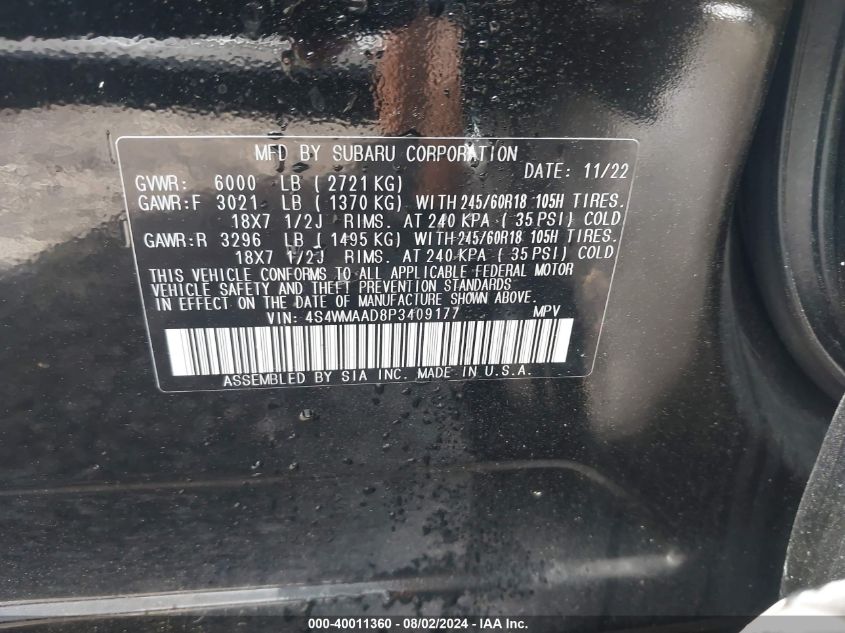 MFD BY SUBARU CORPORATION
DATE: 11/22
GVWR: 6000 LB (2721 KG)
GAWR:F 3021 LB (1370 KG) WITH 245/60R18 105H TIRES.
18X7 1/2J RIMS. AT 240 KPA (35 PSI) COLD
GAWR:R 3296 LB (1495 KG) WITH 245/60R18 105H TIRES.
18X7 1/2J RIMS. AT 240 KPA (35 PSI) COLD
THIS VEHICLE CONFORMS TO ALL APPLICABLE FEDERAL MOTOR
VEHICLE SAFETY AND THEFT PREVENTION STANDARDS
IN EFFECT ON THE DATE OF MANUFACTURE SHOWN ABOVE.
VIN: 4S4WMAAD8P3409177 MPV
ASSEMBLED BY SIA INC. MADE IN U.S.A.
000-40011360 - 08/02/2024 - IAA Inc.